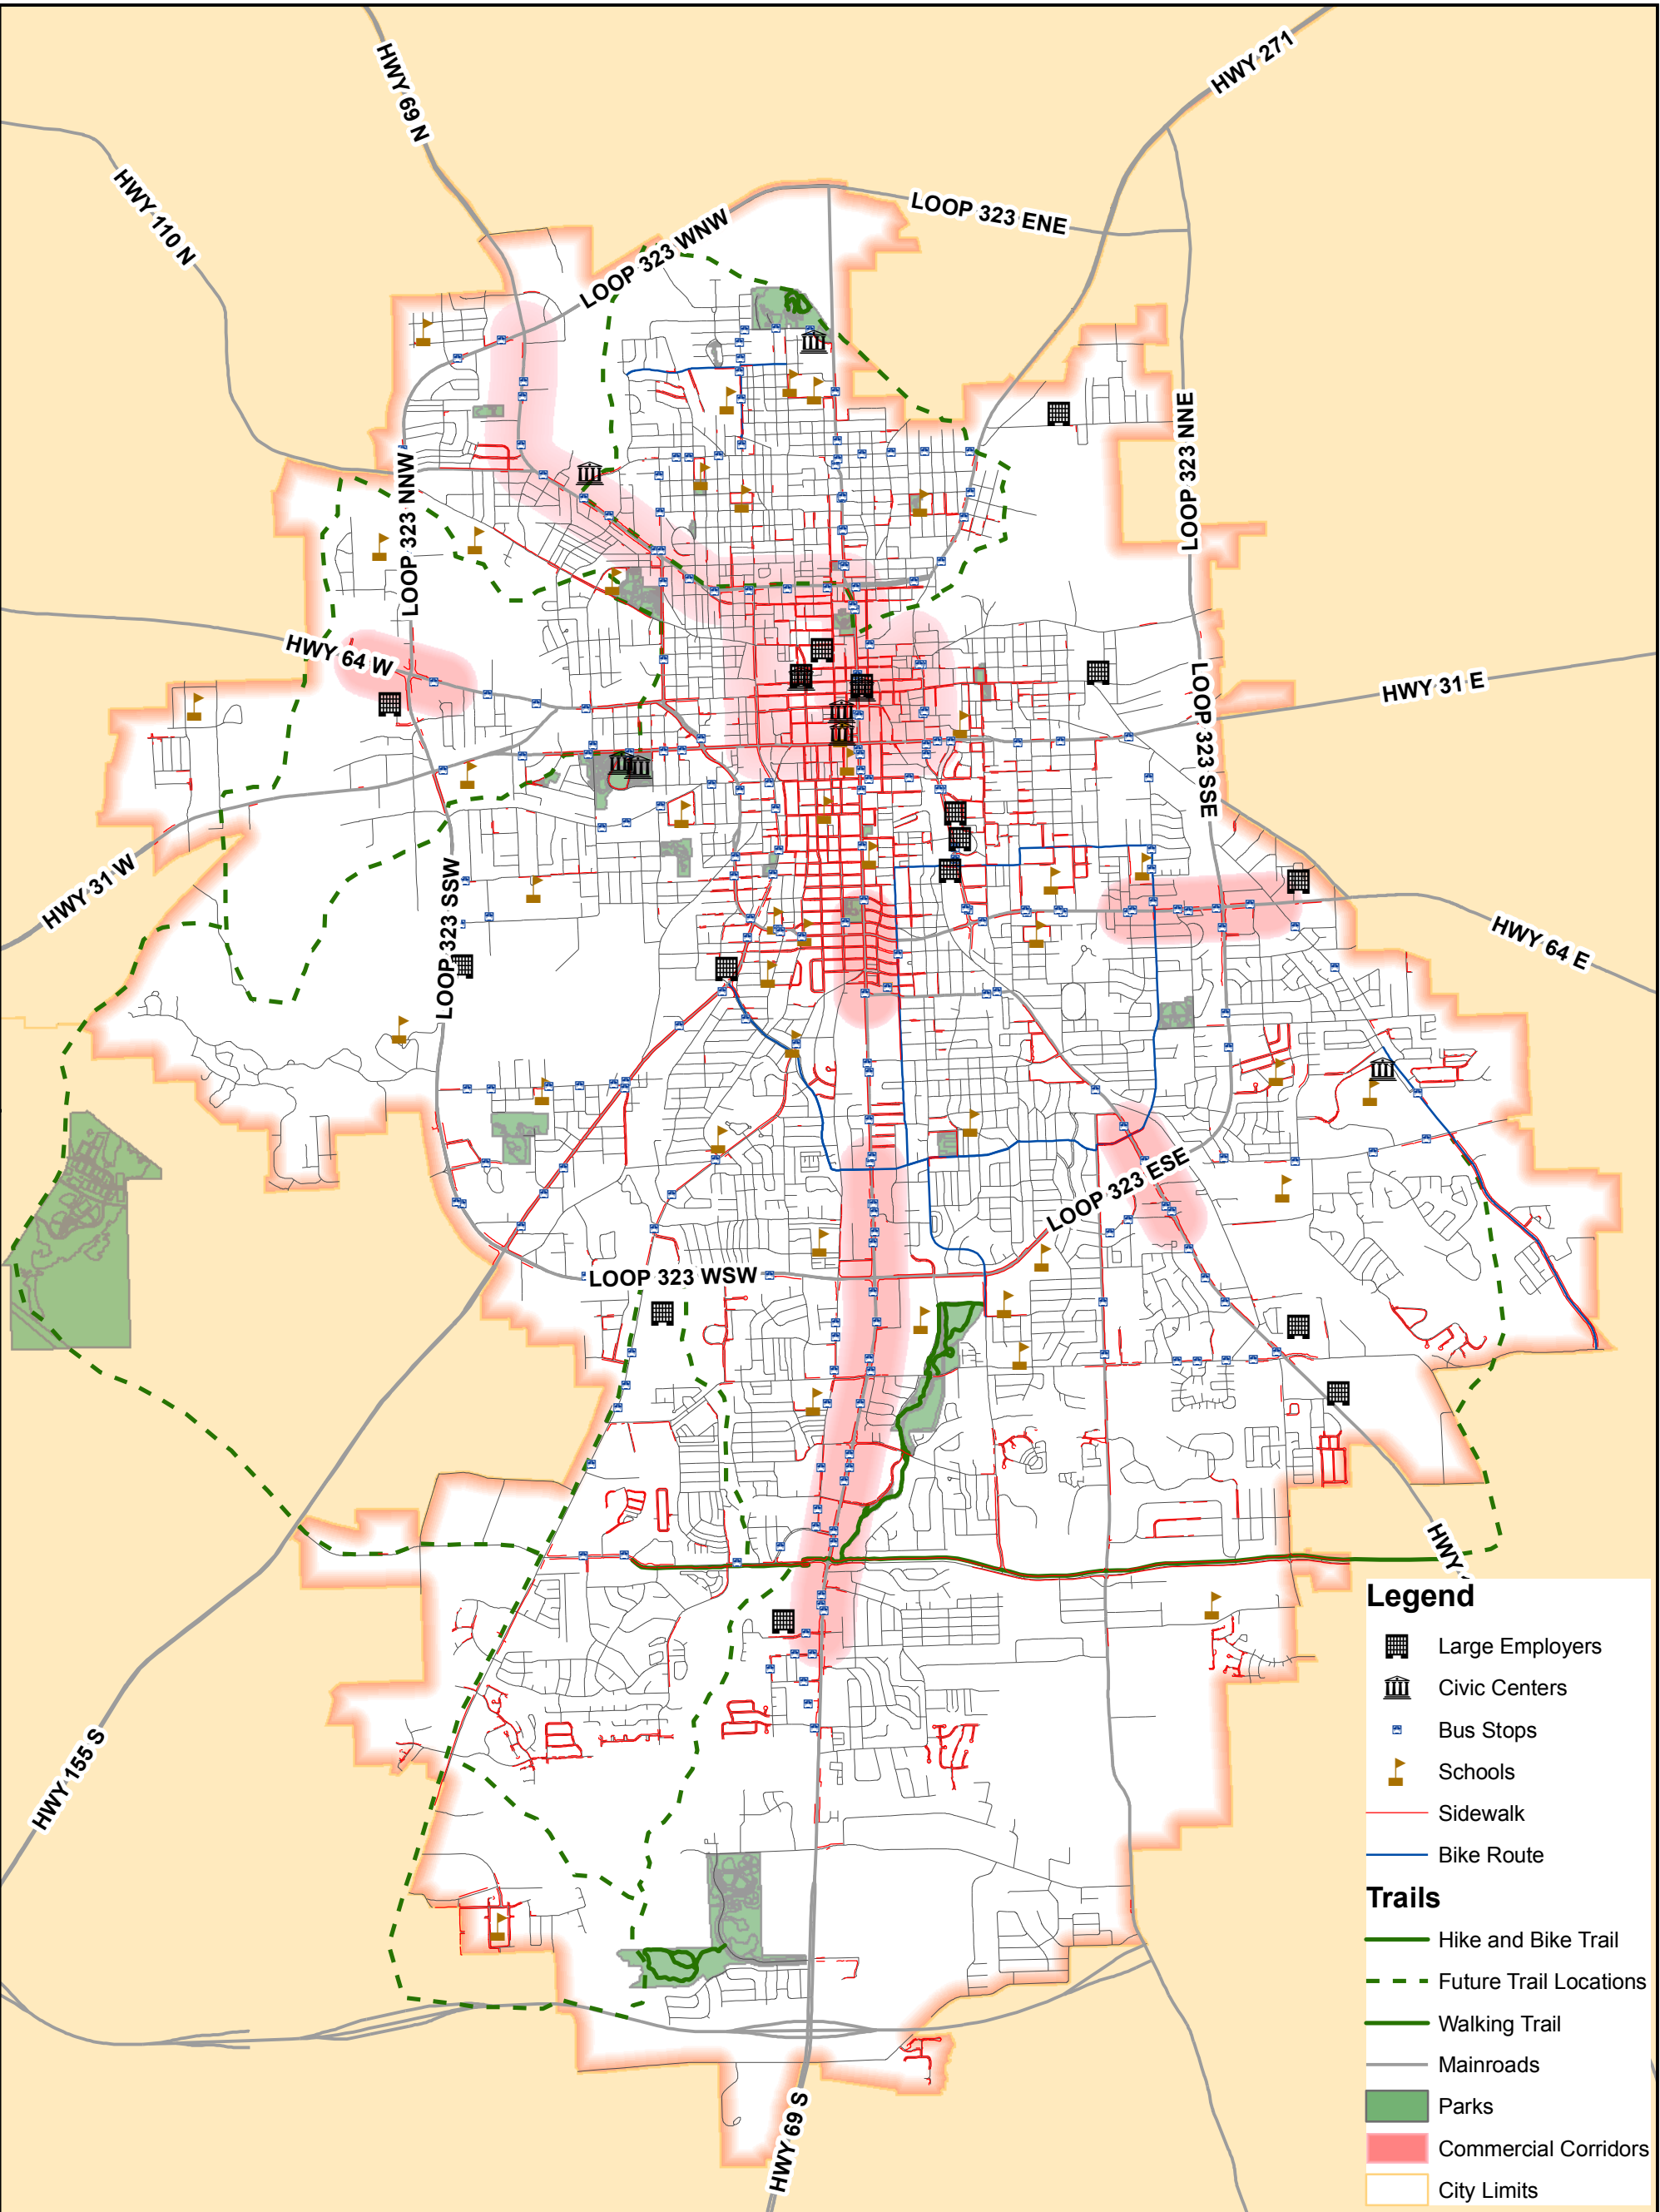 HWY 271
HWY 69 N
HWY 110 N
LOOP 323 ENE
LOOP 323 WNW
LOOP 323 NNE
LOOP 323 NNW
HWY 64 W
HWY 31 E
LOOP 323 SSE
HWY 31 W
LOOP 323 SSW
HWY 64 E
LOOP 323 ESE
LOOP 323 WSW
HWY
HWY 155 S
HWY 69 S
Legend
Large Employers
Civic Centers
Bus Stops
Schools
Sidewalk
Bike Route
Trails
Hike and Bike Trail
Future Trail Locations
Walking Trail
Mainroads
Parks
Commercial Corridors
City Limits